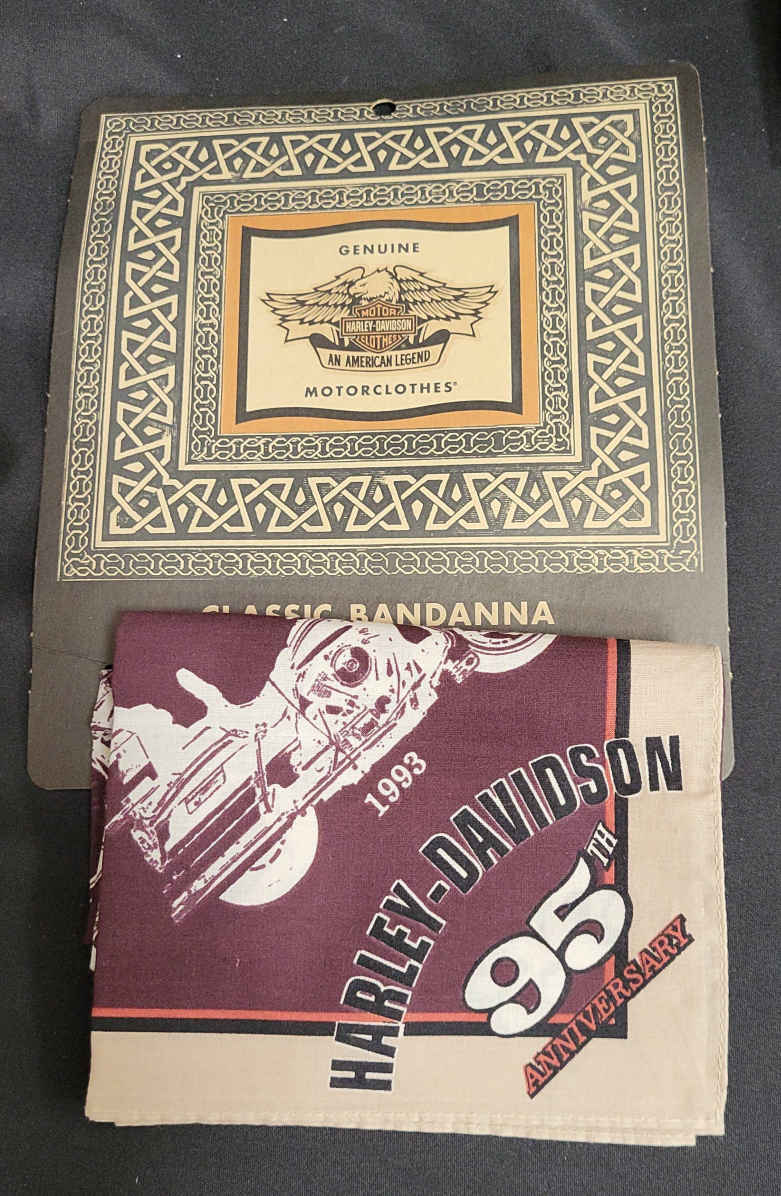 GENUINE
MOTOR
HARLEY-DAVIDSON
CLOTHES
AN AMERICAN LEGEND
MOTORCLOTHES®
CLASSIC BANDANNA
1993
HARLEY-DAVIDSON
95TH
ANNIVERSARY